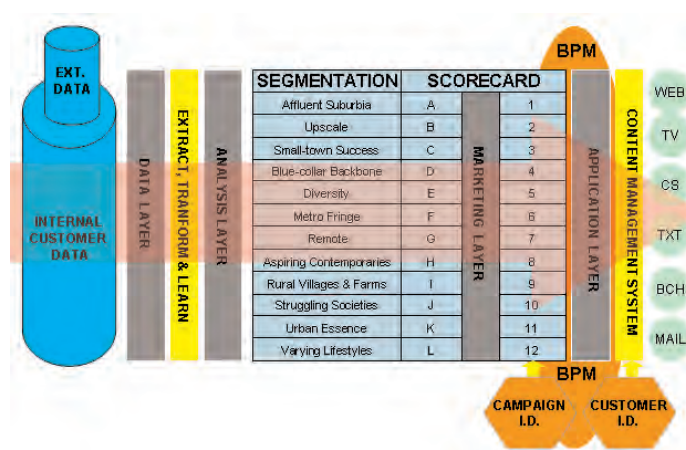 EXT.
DATA
INTERNAL
CUSTOMER
DATA
DATA LAYER
EXTRACT, TRANFORM & LEARN
ANALYSIS LAYER
SEGMENTATION SCORECARD
Affluent Suburbia A 1
Upscale B 2
Small-town Success C 3
Blue-collar Backbone D 4
Diversity E 5
Metro Fringe F 6
Remote G 7
Aspiring Contemporaries H 8
Rural Villages & Farms I 9
Struggling Societies J 10
Urban Essence K 11
Varying Lifestyles L 12
MARKETING LAYER
BPM
APPLICATION LAYER
BPM
CONTENT MANAGEMENT SYSTEM
WEB
TV
CS
TXT
BCH
MAIL
CAMPAIGN
I.D.
CUSTOMER
I.D.